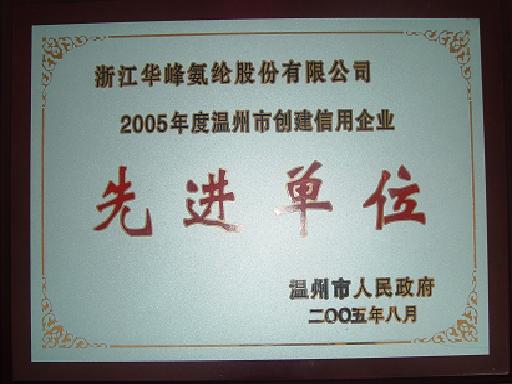 浙江华峰氨纶股份有限公司
2005年度温州市创建信用企业
先进单位
温州市人民政府
二〇〇五年八月